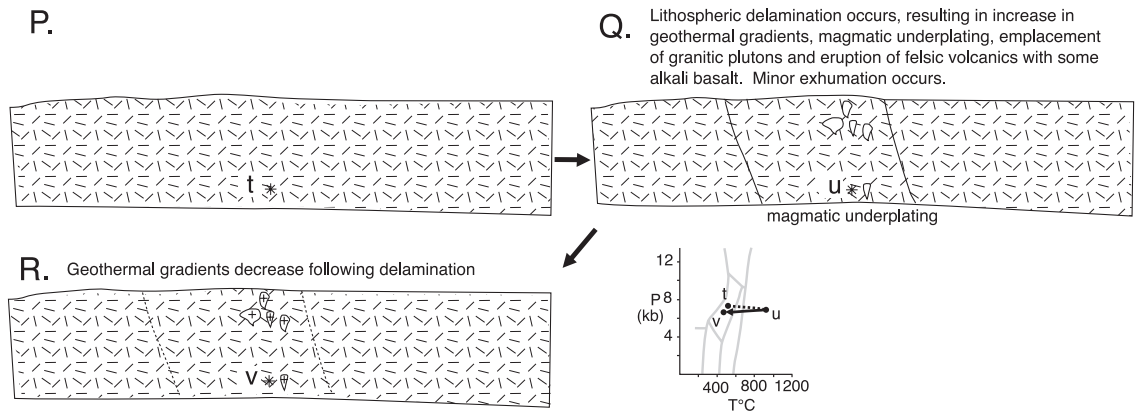 P.
Q. Lithospheric delamination occurs, resulting in increase in
geothermal gradients, magmatic underplating, emplacement
of granitic plutons and eruption of felsic volcanics with some
alkali basalt. Minor exhumation occurs.
t
u
magmatic underplating
R. Geothermal gradients decrease following delamination
v
12
P 8
(kb)
4
t
v
u
400 800 1200
T°C